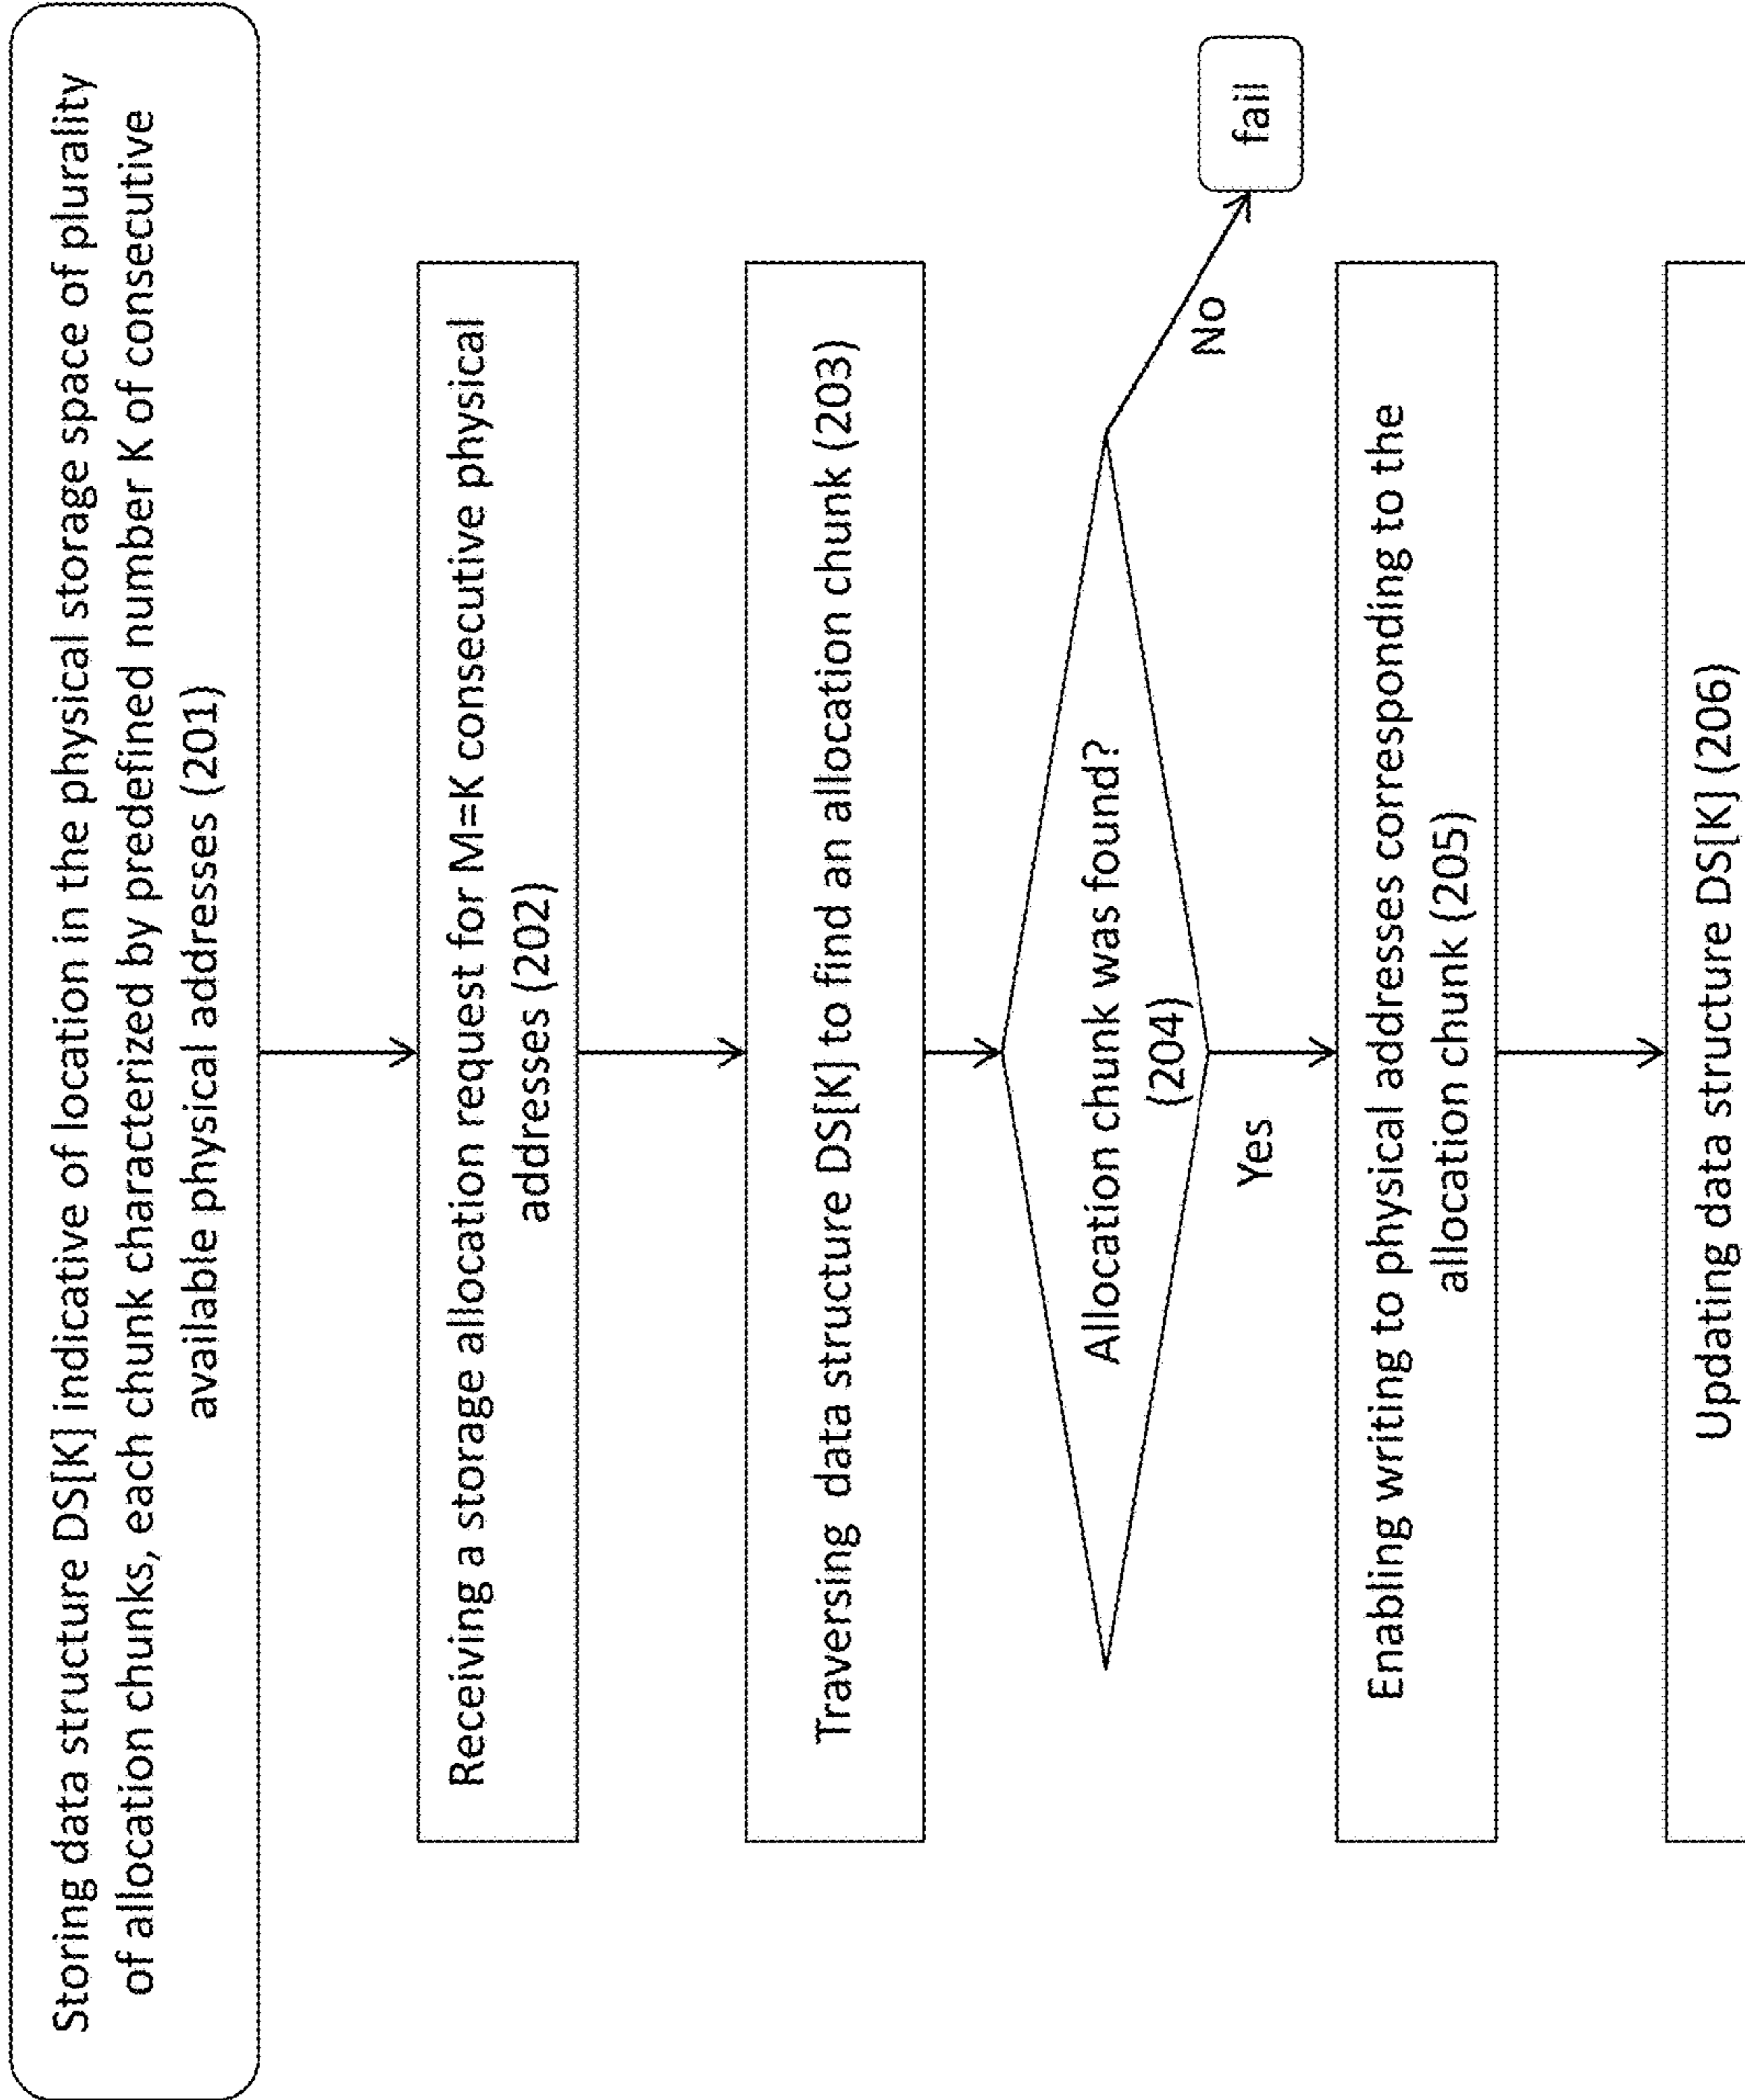 Storing data structure DS[K] indicative of location in the physical storage space of plurality
of allocation chunks, each chunk characterized by predefined number K of consecutive
available physical addresses (201)
Receiving a storage allocation request for M=K consecutive physical
addresses (202)
Traversing data structure DS[K] to find an allocation chunk (203)
Allocation chunk was found?
(204)
No
fail
Yes
Enabling writing to physical addresses corresponding to the
allocation chunk (205)
Updating data structure DS[K] (206)